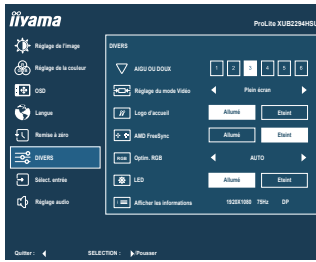 iiyama
ProLite XUB2294HSU
Réglage de l'image
Réglage de la couleur
OSD
Langue
Remise à zéro
DIVERS
Sélect. entrée
Réglage audio
DIVERS
AIGU OU DOUX 1 2 3 4 5 6
Réglage du mode Vidéo Plein écran
Logo d'accueil Allumé Eteint
AMD FreeSync Allumé Eteint
RGB Optim. RGB AUTO
LED Allumé Eteint
Afficher les informations 1920X1080 75Hz DP
Quitter : SELECTION : /Pousser